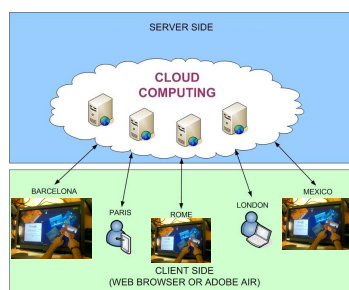 SERVER SIDE
CLOUD
COMPUTING
BARCELONA
PARIS
ROME
LONDON
MEXICO
CLIENT SIDE
(WEB BROWSER OR ADOBE AIR)